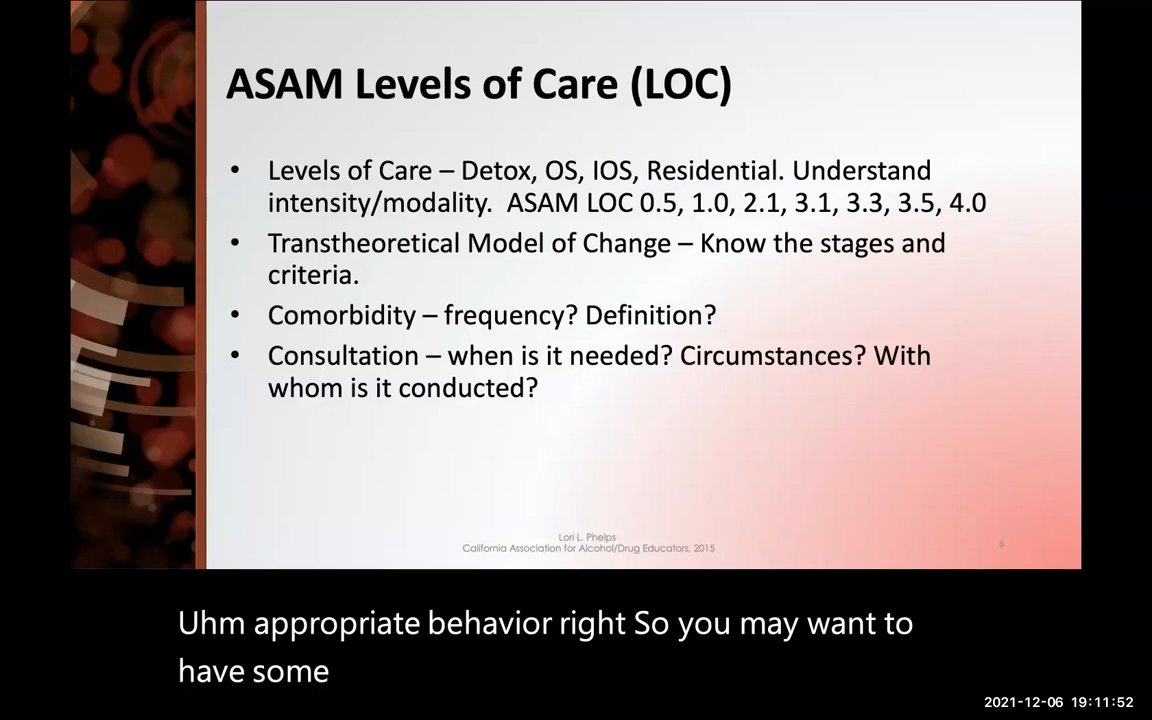 ASAM Levels of Care (LOC)
• Levels of Care – Detox, OS, IOS, Residential. Understand
intensity/modality.  ASAM LOC 0.5, 1.0, 2.1, 3.1, 3.3, 3.5, 4.0
• Transtheoretical Model of Change – Know the stages and
criteria.
• Comorbidity – frequency? Definition?
• Consultation – when is it needed? Circumstances? With
whom is it conducted?
Lori L. Phelps
California Association for Alcohol/Drug Educators, 2015
6
Uhm appropriate behavior right So you may want to
have some
2021-12-06 19:11:52